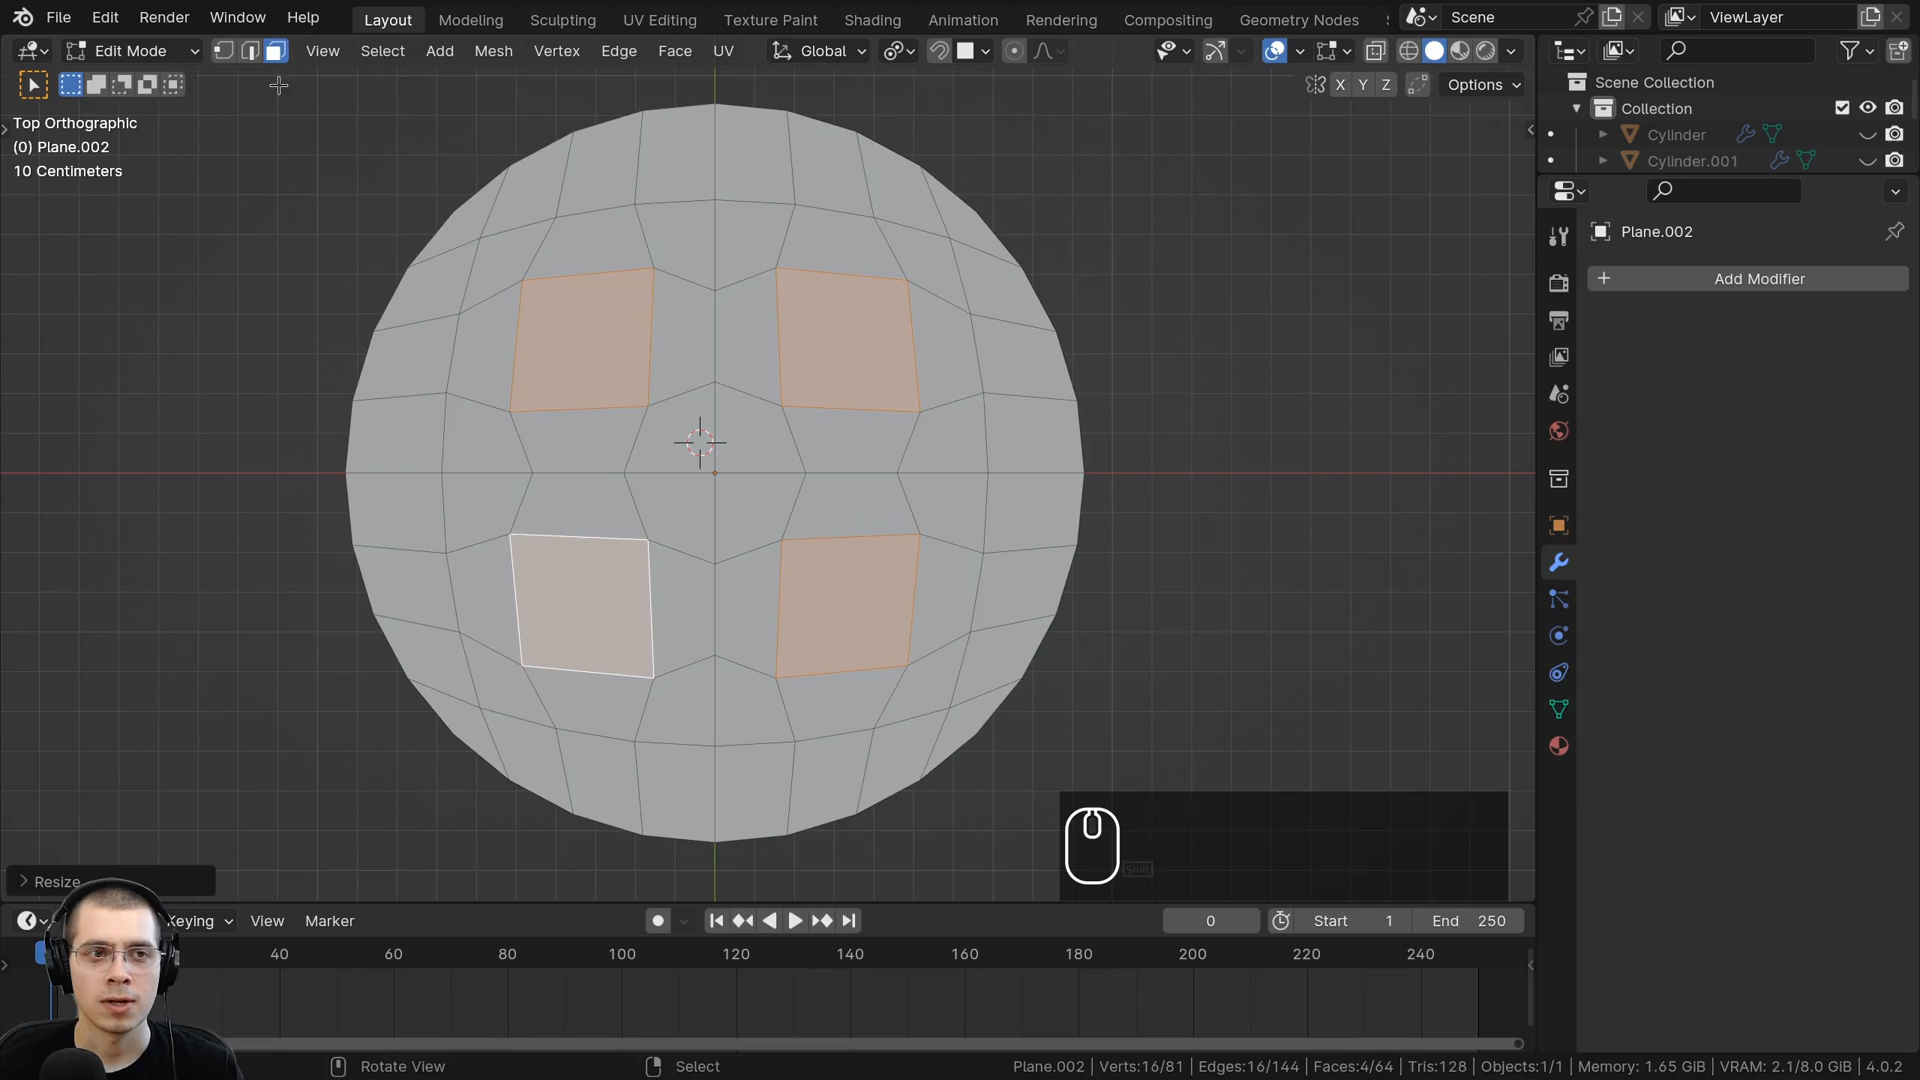 File Edit Render Window Help Layout Modeling Sculpting UV Editing Texture Paint Shading Animation Rendering Compositing Geometry Nodes Scene ViewLayer
Edit Mode View Select Add Mesh Vertex Edge Face UV Global
X Y Z Options
Scene Collection
Collection
Cylinder
Cylinder.001
Top Orthographic
(0) Plane.002
10 Centimeters
Plane.002
+ Add Modifier
Shift
Resize
Keying View Marker 0 Start 1 End 250
40 60 80 100 120 140 160 180 200 220 240
Rotate View Select Plane.002 | Verts:16/81 | Edges:16/144 | Faces:4/64 | Tris:128 | Objects:1/1 | Memory: 1.65 GiB | VRAM: 2.1/8.0 GiB | 4.0.2